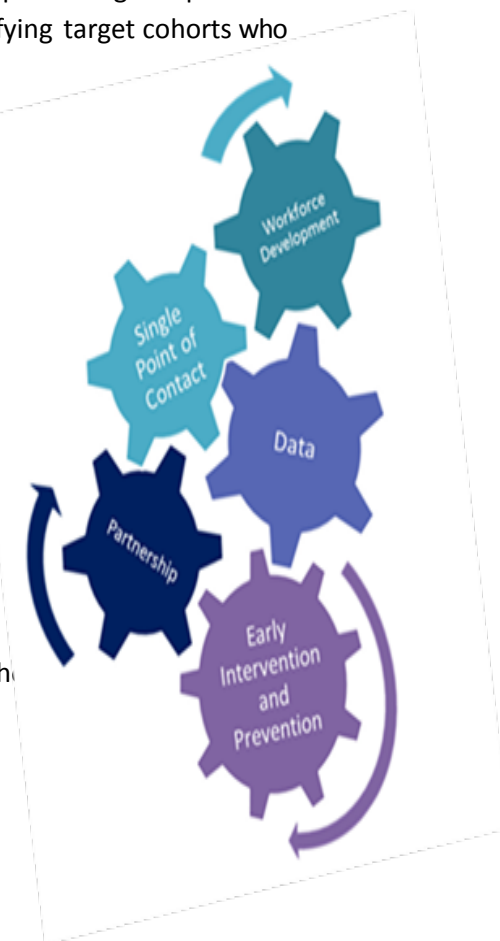 fying target cohorts who
Workforce
Development
Single
Point of
Contact
Data
Partnership
Early
Intervention
and
Prevention